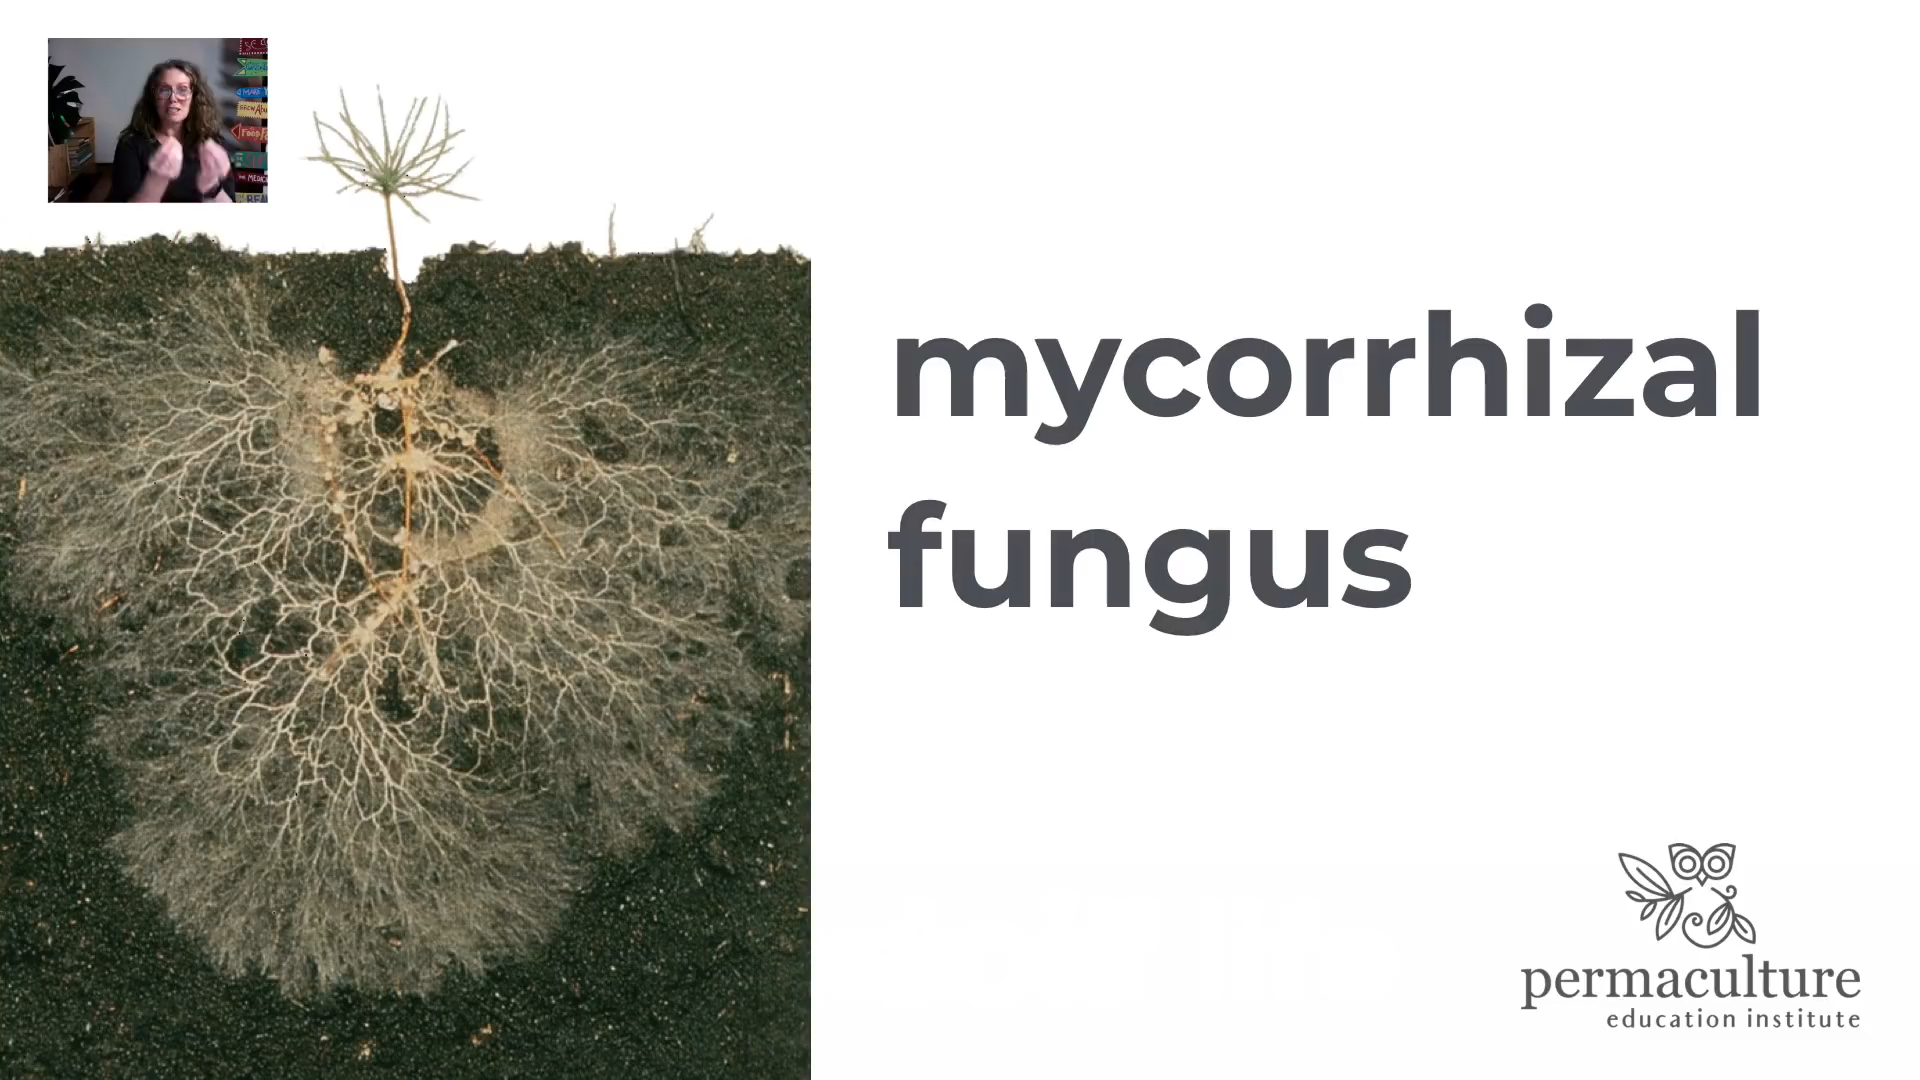 mycorrhizal
fungus
permaculture
education institute